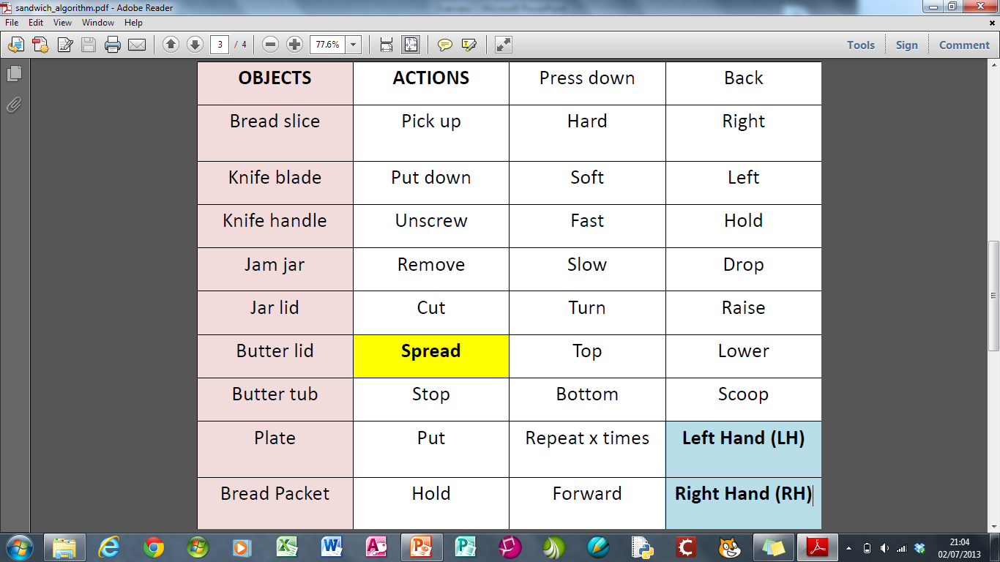 sandwich_algorithm.pdf - Adobe Reader
File Edit View Window Help
3 / 4 77.6% Tools Sign Comment
OBJECTS ACTIONS Press down Back
Bread slice Pick up Hard Right
Knife blade Put down Soft Left
Knife handle Unscrew Fast Hold
Jam jar Remove Slow Drop
Jar lid Cut Turn Raise
Butter lid Spread Top Lower
Butter tub Stop Bottom Scoop
Plate Put Repeat x times Left Hand (LH)
Bread Packet Hold Forward Right Hand (RH)
21:04
02/07/2013